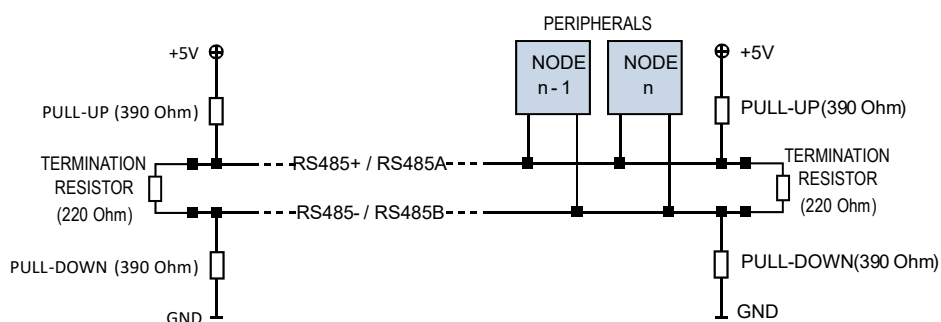 PERIPHERALS
+5V
NODE
n - 1
NODE
n
+5V
PULL-UP (390 Ohm)
PULL-UP(390 Ohm)
TERMINATION
RESISTOR
(220 Ohm)
RS485+ / RS485A
RS485- / RS485B
TERMINATION
RESISTOR
(220 Ohm)
PULL-DOWN (390 Ohm)
PULL-DOWN(390 Ohm)
GND
GND